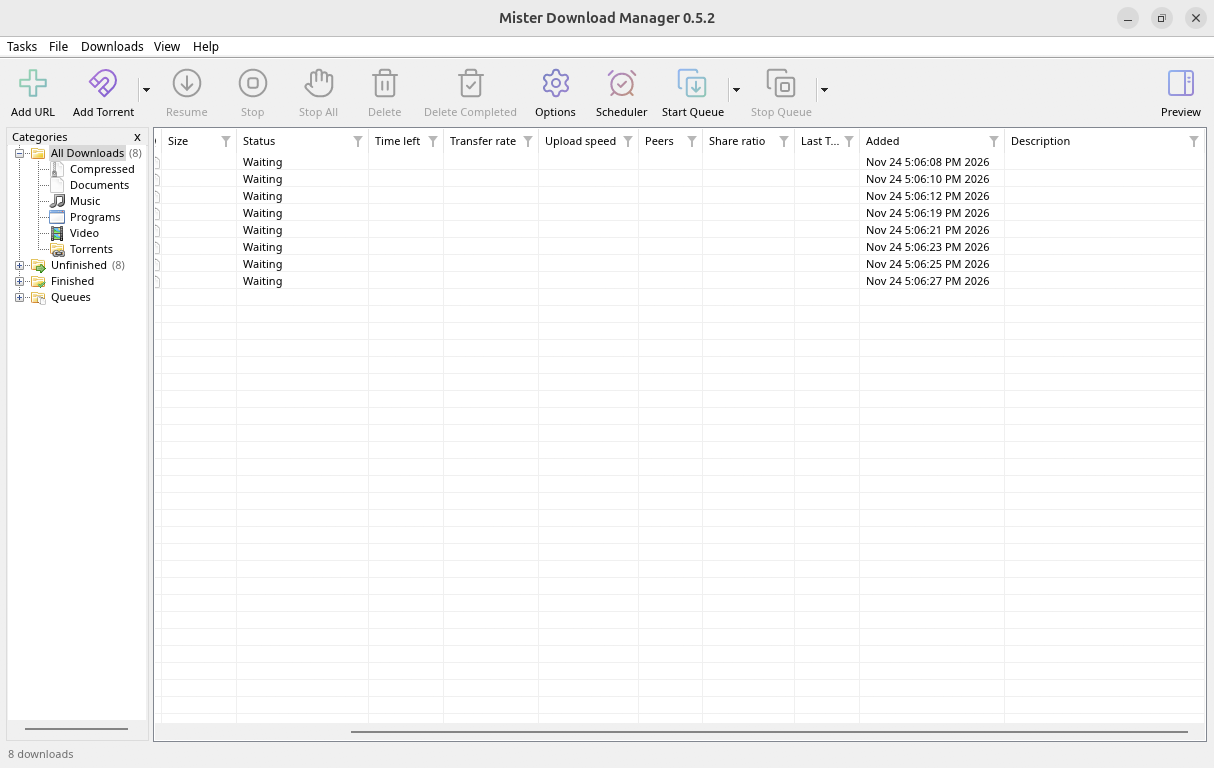 Mister Download Manager 0.5.2
Tasks File Downloads View Help
Add URL Add Torrent Resume Stop Stop All Delete Delete Completed Options Scheduler Start Queue Stop Queue Preview
Categories X
All Downloads (8)
Compressed
Documents
Music
Programs
Video
Torrents
Unfinished (8)
Finished
Queues
Size Status Time left Transfer rate Upload speed Peers Share ratio Last T... Added Description
Waiting Nov 24 5:06:08 PM 2026
Waiting Nov 24 5:06:10 PM 2026
Waiting Nov 24 5:06:12 PM 2026
Waiting Nov 24 5:06:19 PM 2026
Waiting Nov 24 5:06:21 PM 2026
Waiting Nov 24 5:06:23 PM 2026
Waiting Nov 24 5:06:25 PM 2026
Waiting Nov 24 5:06:27 PM 2026
8 downloads